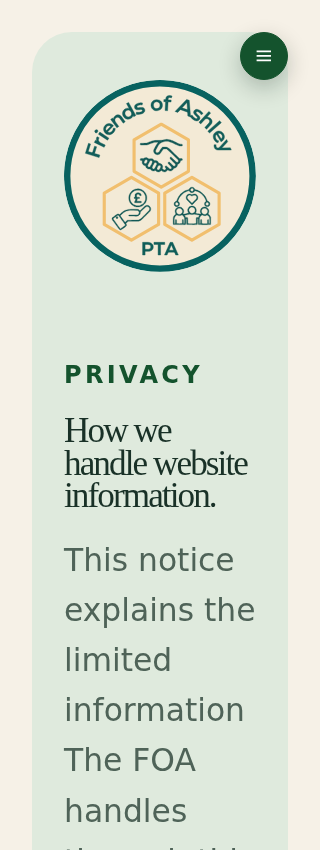 Friends of Ashley
£
PTA
PRIVACY
How we
handle website
information.
This notice
explains the
limited
information
The FOA
handles